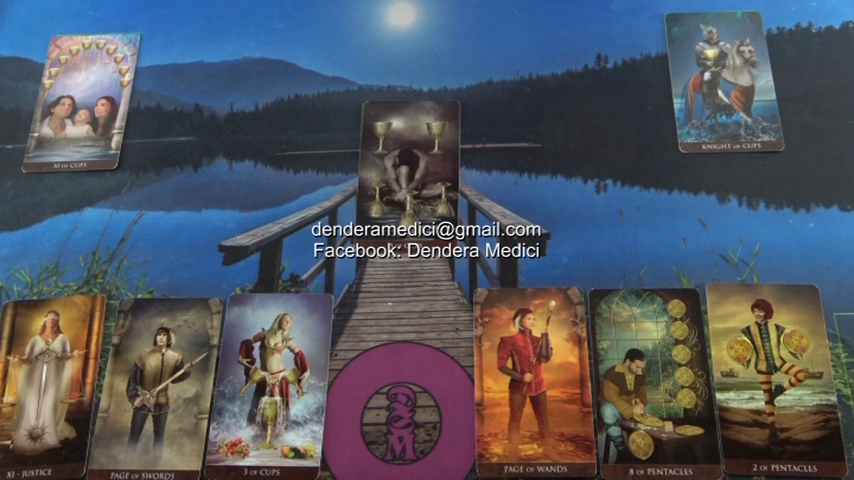 10 OF CUPS
KNIGHT OF CUPS
denderamedici@gmail.com
Facebook: Dendera Medici
XI - JUSTICE
PAGE OF SWORDS
3 OF CUPS
PAGE OF WANDS
8 OF PENTACLES
2 OF PENTACLES